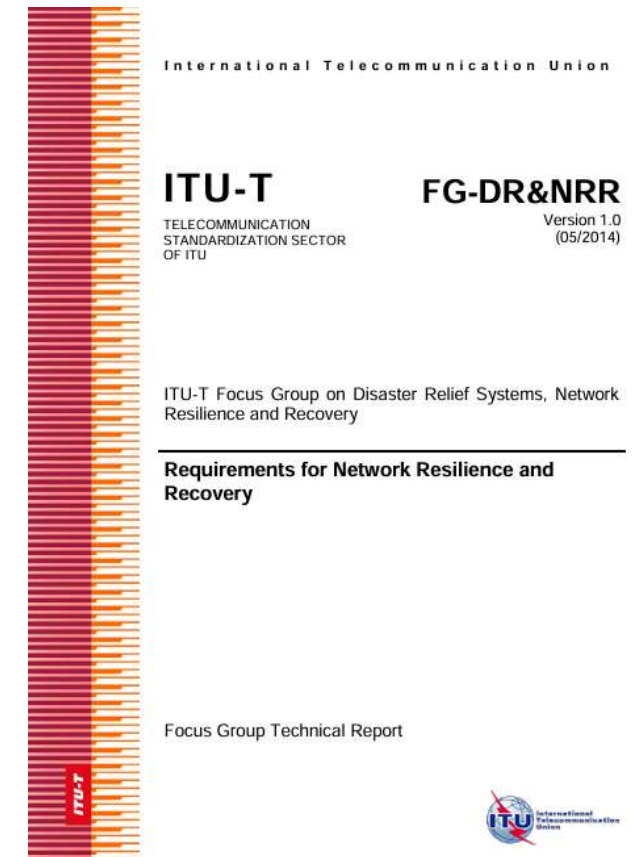 International Telecommunication Union
ITU-T
FG-DR&NRR
TELECOMMUNICATION
STANDARDIZATION SECTOR
OF ITU
Version 1.0
(05/2014)
ITU-T Focus Group on Disaster Relief Systems, Network
Resilience and Recovery
Requirements for Network Resilience and
Recovery
Focus Group Technical Report
ITU-T
ITU
International
Telecommunication
Union